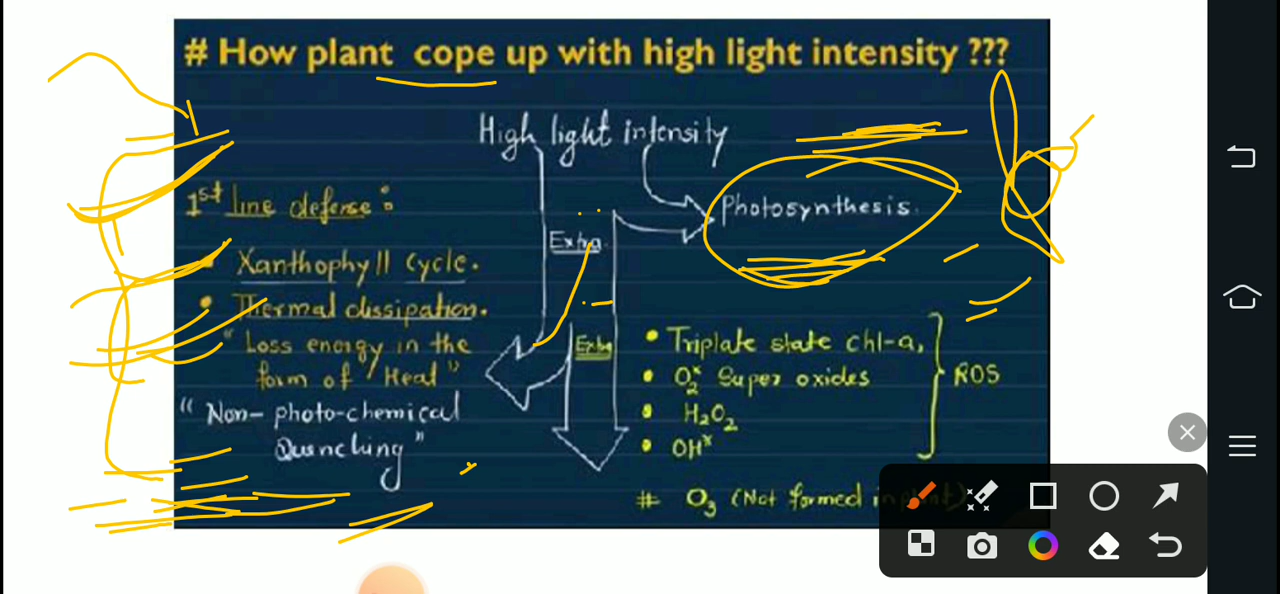 # How plant cope up with high light intensity ???
High light intensity
Photosynthesis.
1st line defense:
Extra
• Xanthophyll Cycle.
• Thermal dissipation.
"Loss energy in the
form of "Heat"
"Non-photo-chemical
Quenching"
Extra
• Triplate state chl-a,
• O2* Super oxides
• H2O2
• OH*
ROS
# O3 (Not formed in